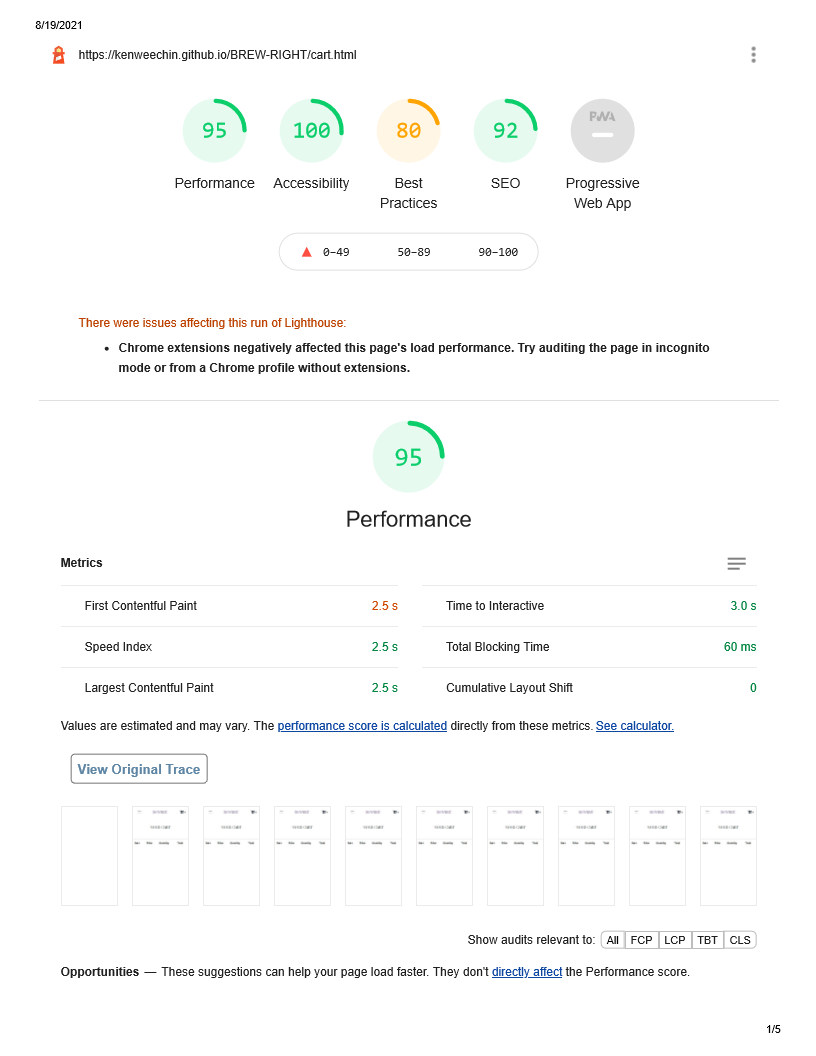 8/19/2021
https://kenweechin.github.io/BREW-RIGHT/cart.html
95
100
80
92
PWA
Performance
Accessibility
Best
Practices
SEO
Progressive
Web App
0–49
50–89
90–100
There were issues affecting this run of Lighthouse:
• Chrome extensions negatively affected this page's load performance. Try auditing the page in incognito
mode or from a Chrome profile without extensions.
95
Performance
Metrics
First Contentful Paint 2.5 s
Time to Interactive 3.0 s
Speed Index 2.5 s
Total Blocking Time 60 ms
Largest Contentful Paint 2.5 s
Cumulative Layout Shift 0
Values are estimated and may vary. The performance score is calculated directly from these metrics. See calculator.
View Original Trace
Show audits relevant to: All FCP LCP TBT CLS
Opportunities — These suggestions can help your page load faster. They don't directly affect the Performance score.
1/5